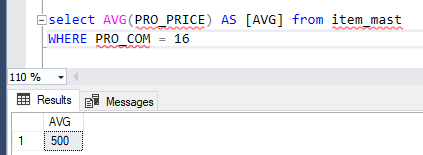 select AVG(PRO_PRICE) AS [AVG] from item_mast
WHERE PRO_COM = 16
110 %
Results Messages
AVG
1 500